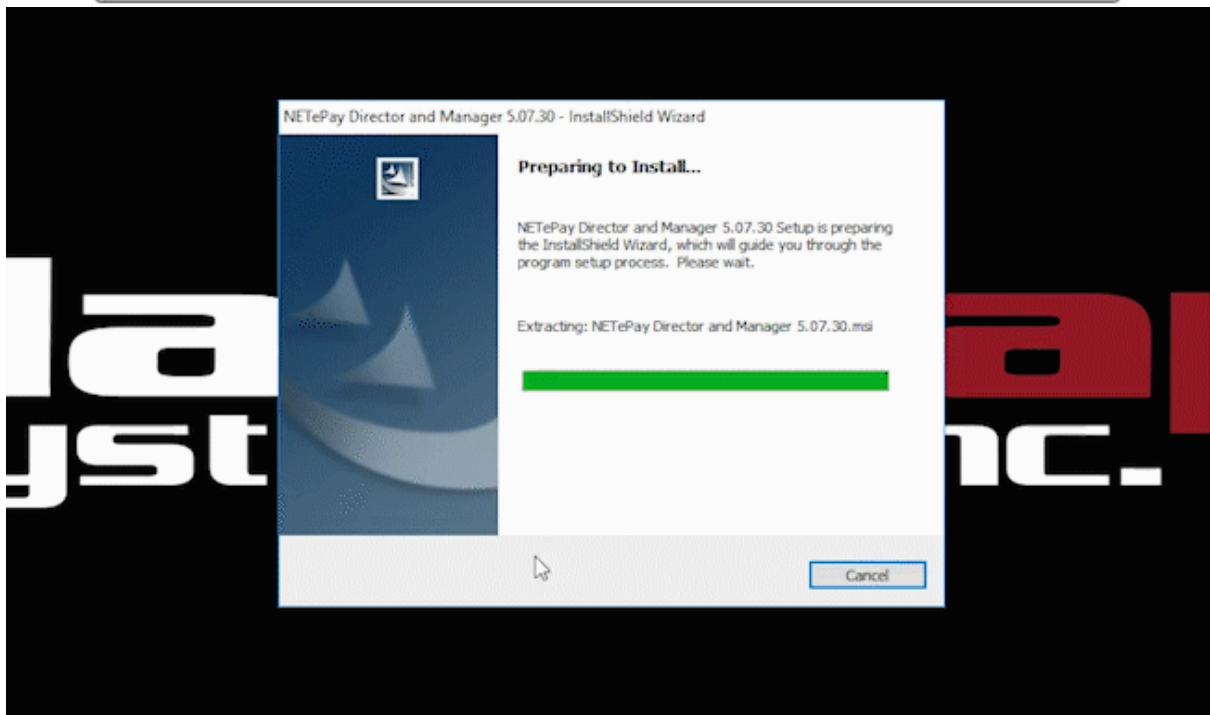 NETePay Director and Manager 5.07.30 - InstallShield Wizard
Preparing to Install...
NETePay Director and Manager 5.07.30 Setup is preparing
the InstallShield Wizard, which will guide you through the
program setup process. Please wait.
Extracting: NETePay Director and Manager 5.07.30.msi
Cancel
nc.